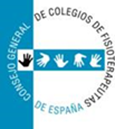 CONSEJO GENERAL
DE COLEGIOS DE FISIOTERAPEUTAS
DE ESPAÑA